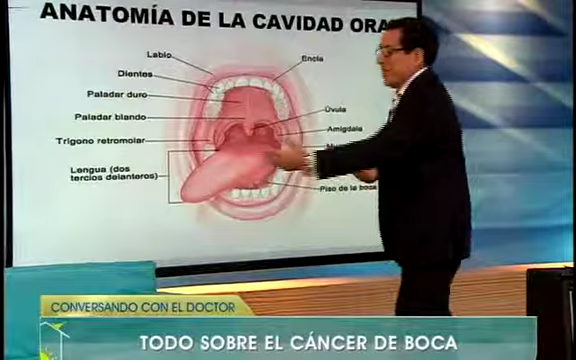 ANATOMÍA DE LA CAVIDAD ORAL
Labio
Encía
Dientes
Paladar duro
Paladar blando
Úvula
Amígdala
Trígono retromolar
Lengua (dos
tercios delanteros)
Piso de la boca
CONVERSANDO CON EL DOCTOR
TODO SOBRE EL CÁNCER DE BOCA